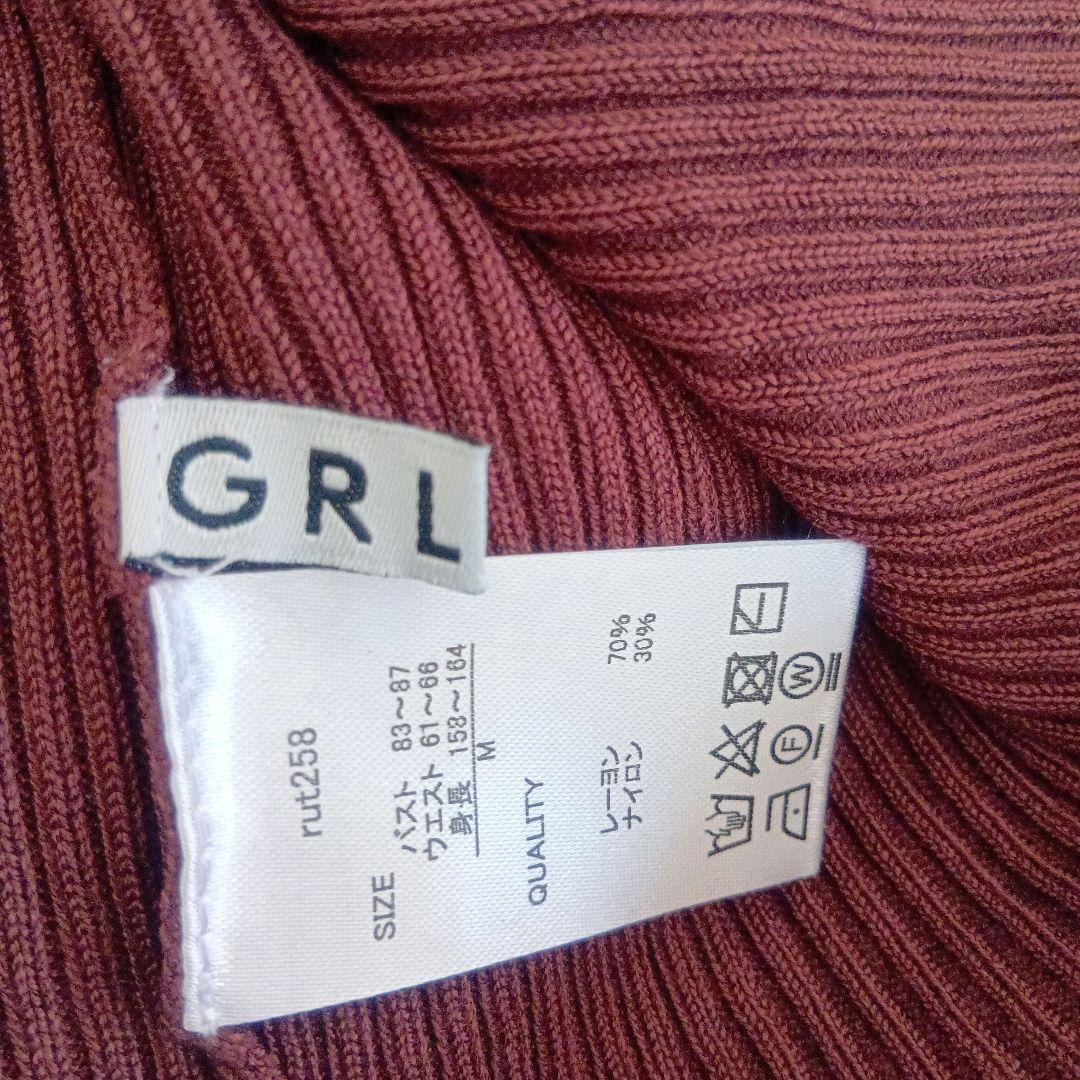 GRL
rut258
SIZE
バスト 83～87
ウエスト 61～66
身長 158～164
M
QUALITY
レーヨン 70%
ナイロン 30%
F W